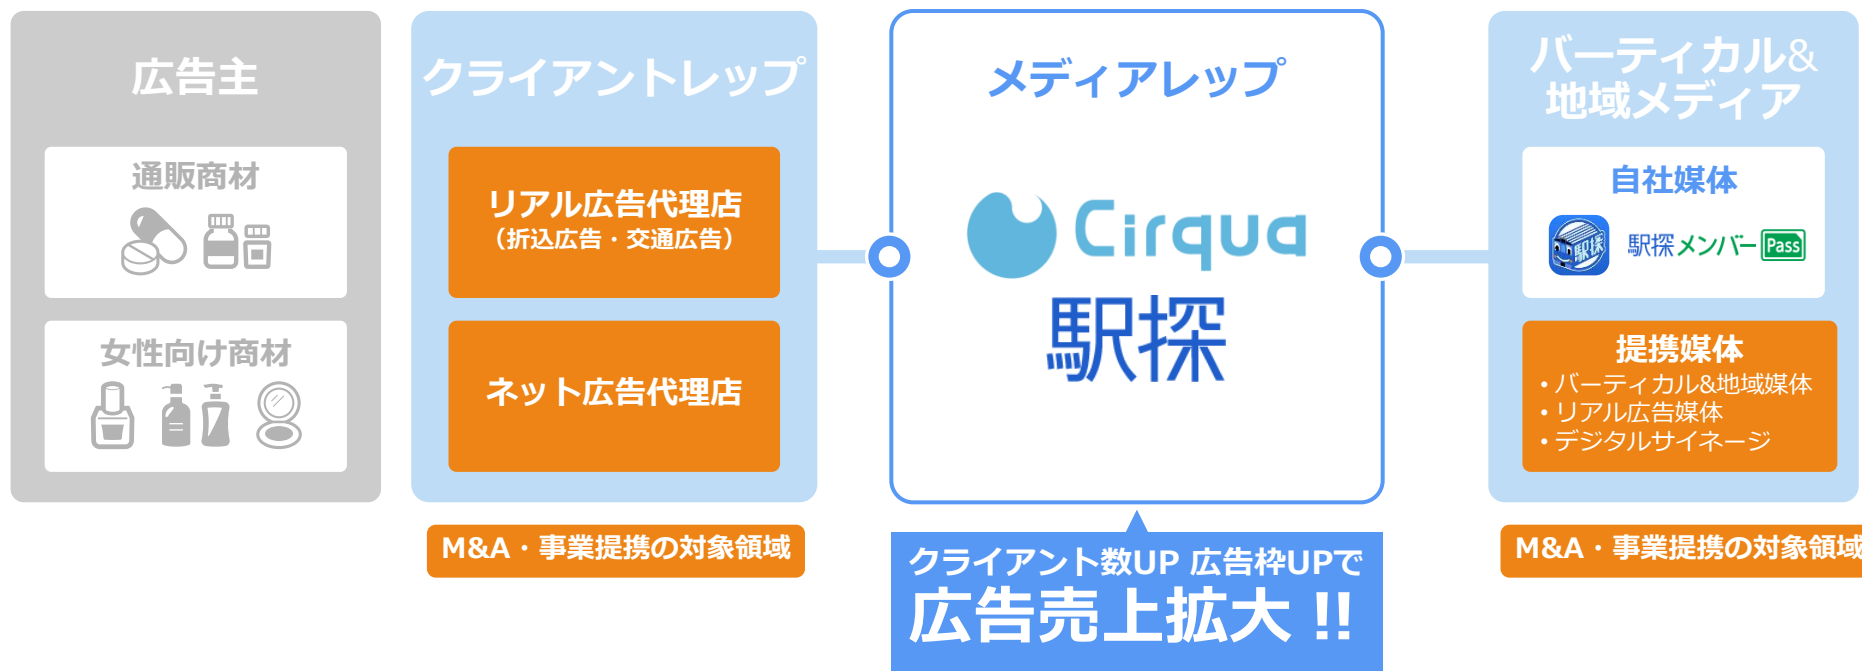 広告主
通販商材
女性向け商材
クライアントレップ
リアル広告代理店
（折込広告・交通広告）
ネット広告代理店
M&A・事業提携の対象領域
メディアレップ
Cirqua
駅探
クライアント数UP 広告枠UPで
広告売上拡大 !!
バーティカル&
地域メディア
自社媒体
駅探
駅探メンバーPass
提携媒体
・バーティカル&地域媒体
・リアル広告媒体
・デジタルサイネージ
M&A・事業提携の対象領域